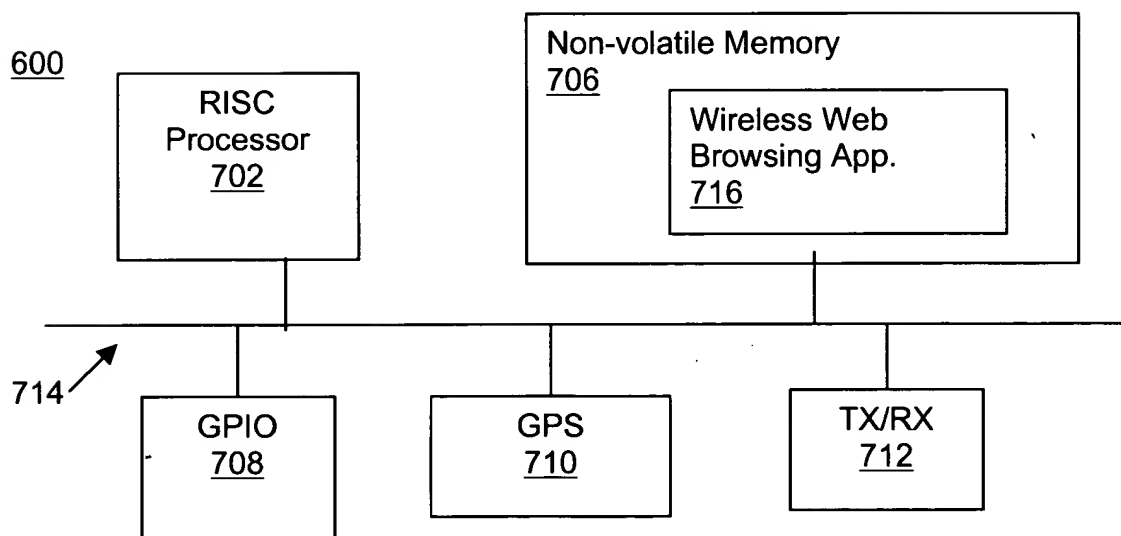 600
RISC
Processor
702
Non-volatile Memory
706
Wireless Web
Browsing App.
716
714
GPIO
708
GPS
710
TX/RX
712